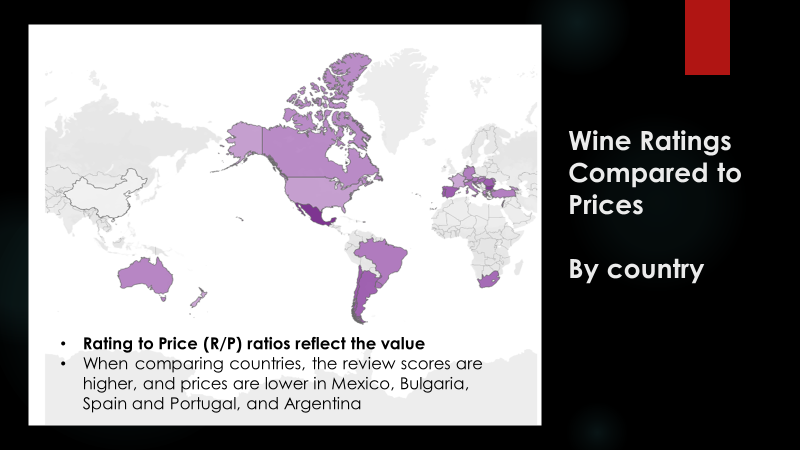 Wine Ratings
Compared to
Prices
By country
• Rating to Price (R/P) ratios reflect the value
• When comparing countries, the review scores are
higher, and prices are lower in Mexico, Bulgaria,
Spain and Portugal, and Argentina